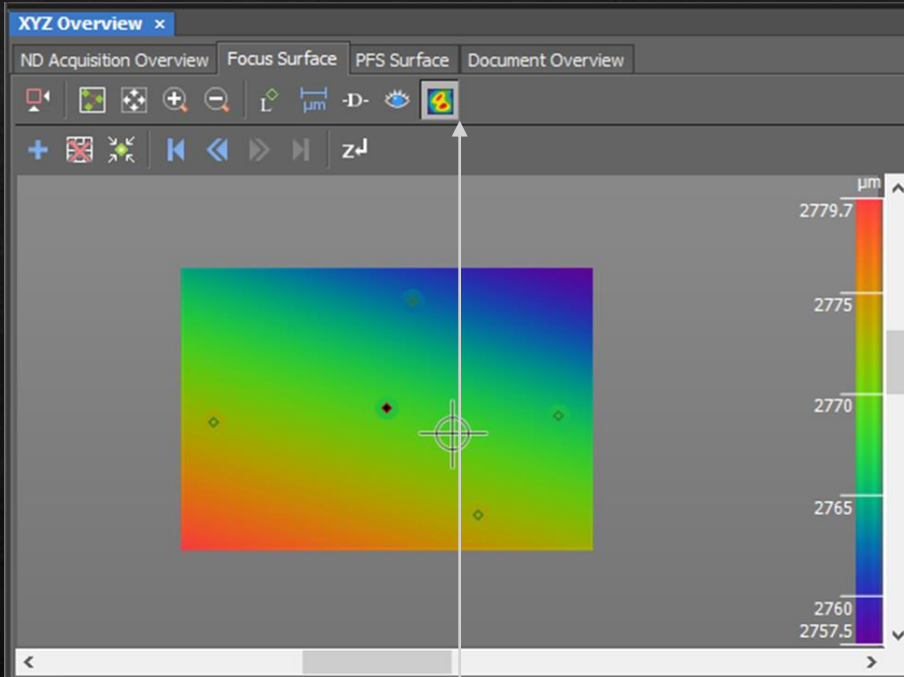 XYZ Overview ×
ND Acquisition Overview Focus Surface PFS Surface Document Overview
L µm -D-
z
µm
2779.7
2775
2770
2765
2760
2757.5